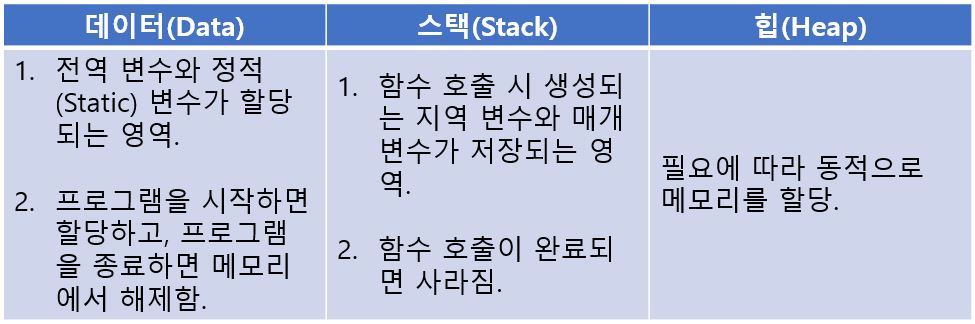 데이터(Data)
스택(Stack)
힙(Heap)
1. 전역 변수와 정적
(Static) 변수가 할당
되는 영역.
2. 프로그램을 시작하면
할당하고, 프로그램
을 종료하면 메모리
에서 해제함.
1. 함수 호출 시 생성되
는 지역 변수와 매개
변수가 저장되는 영
역.
2. 함수 호출이 완료되
면 사라짐.
필요에 따라 동적으로
메모리를 할당.